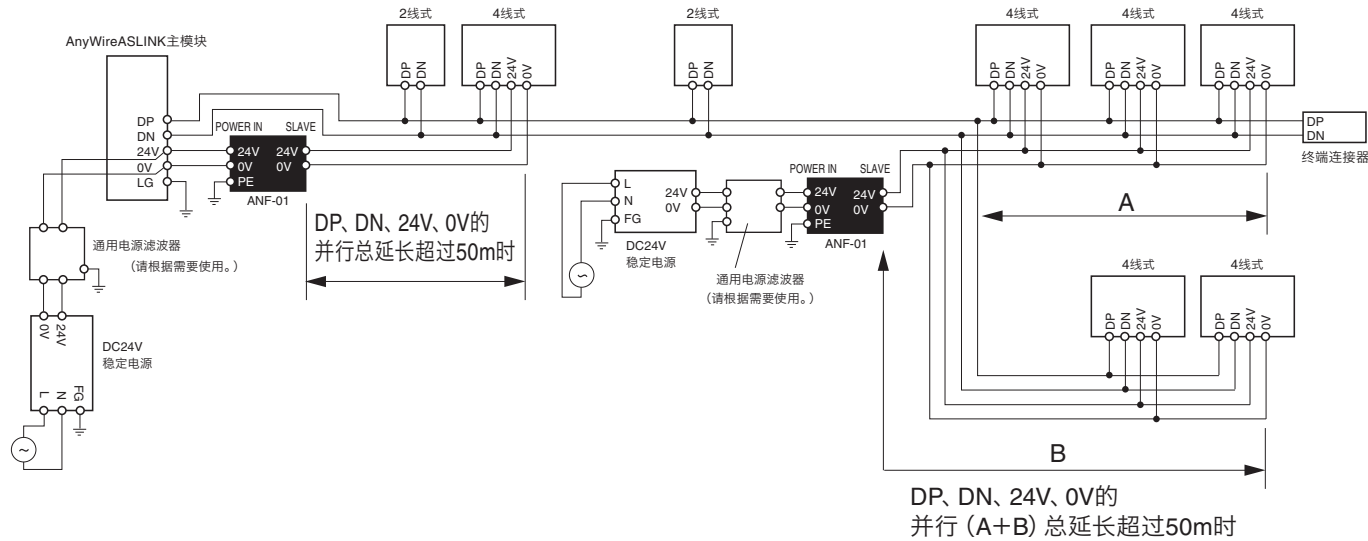 AnyWireASLINK主模块
DP
DN
24V
0V
LG
POWER IN SLAVE
24V 24V
0V 0V
PE
ANF-01
通用电源滤波器
（请根据需要使用。）
0V 24V
DC24V
稳定电源
L N FG
~
2线式
DP DN
4线式
DP DN 24V 0V
DP、DN、24V、0V的
并行总延长超过50m时
2线式
DP DN
L
N
FG
24V
0V
DC24V
稳定电源
~
通用电源滤波器
（请根据需要使用。）
POWER IN SLAVE
24V 24V
0V 0V
PE
ANF-01
4线式
DP DN 24V 0V
4线式
DP DN 24V 0V
4线式
DP DN 24V 0V
DP
DN
终端连接器
A
4线式
DP DN 24V 0V
4线式
DP DN 24V 0V
B
DP、DN、24V、0V的
并行（A+B）总延长超过50m时